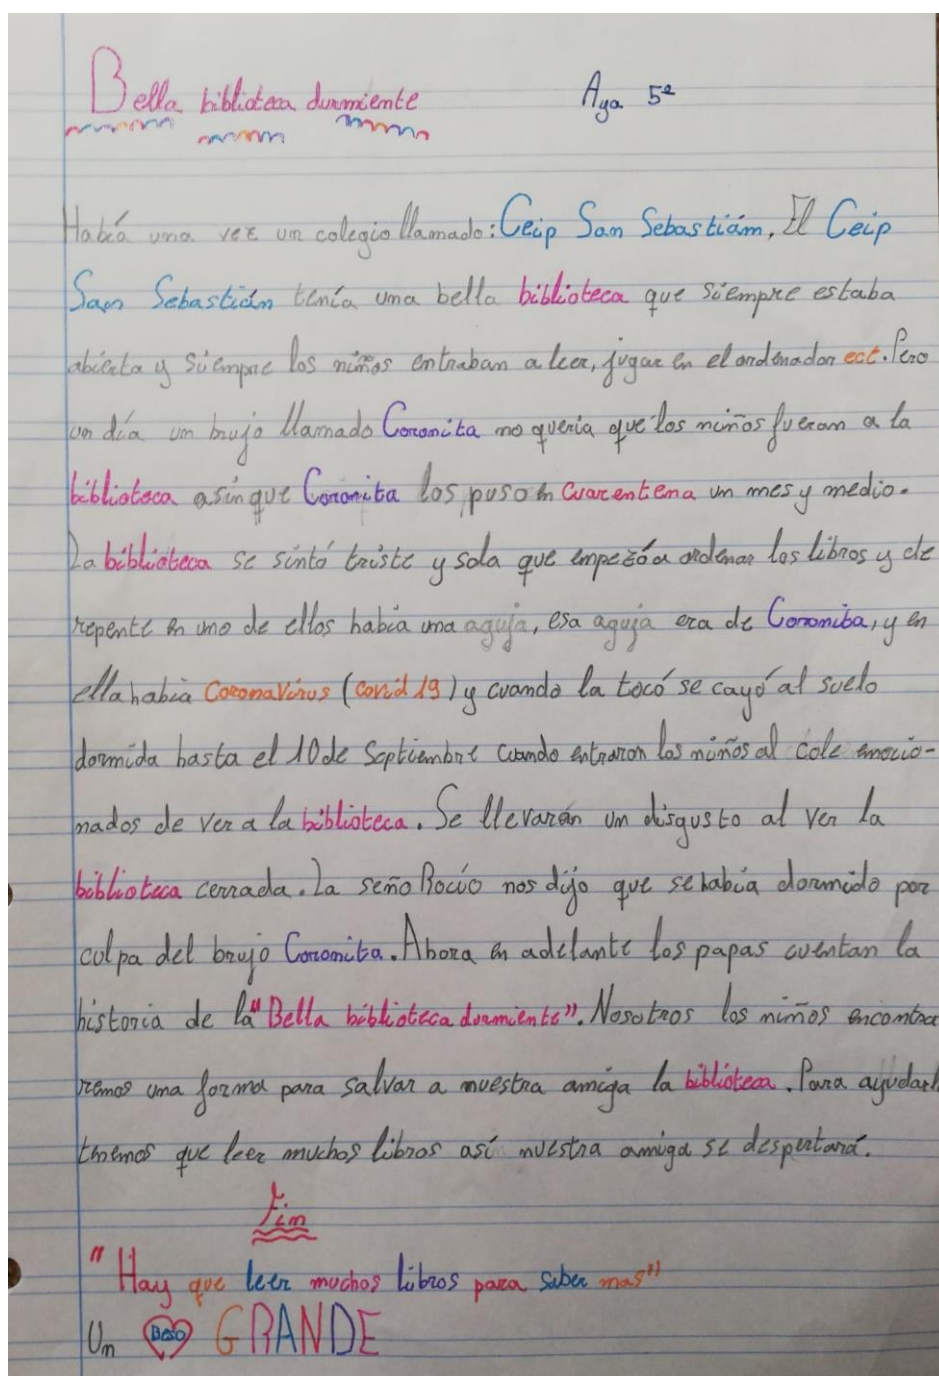 Bella biblioteca durmiente Aya 5º
Había una vez un colegio llamado: Ceip San Sebastián, El Ceip
San Sebastián tenía una bella biblioteca que siempre estaba
abierta y siempre los niños entraban a leer, jugar en el ordenador ect. Pero
un día un brujo llamado Coronita no queria que los niños fueran a la
biblioteca asinque Coronita los puso en cuarentena un mes y medio.
La biblioteca se sintó triste y sola que empezó a ordenar los libros y de
repente en uno de ellos había una aguja, esa aguja era de Coronita, y en
ella habia CoronaVirus (covid 19) y cuando la tocó se cayó al suelo
dormida hasta el 10 de Septiembre cuando entraron los niños al cole emocio-
nados de ver a la biblioteca. Se llevarán un disgusto al ver la
biblioteca cerrada. La seño Rocío nos dijo que se habia dormido por
culpa del brujo Coronita. Ahora en adelante los papas cuentan la
historia de la "Bella biblioteca durmiente". Nosotros los niños encontra
remos una forma para salvar a nuestra amiga la biblioteca. Para ayudarl
tenemos que leer muchos libros así nuestra amiga se despertará.
Fin
"Hay que leer muchos libros para saber mas"
Un Beso GRANDE